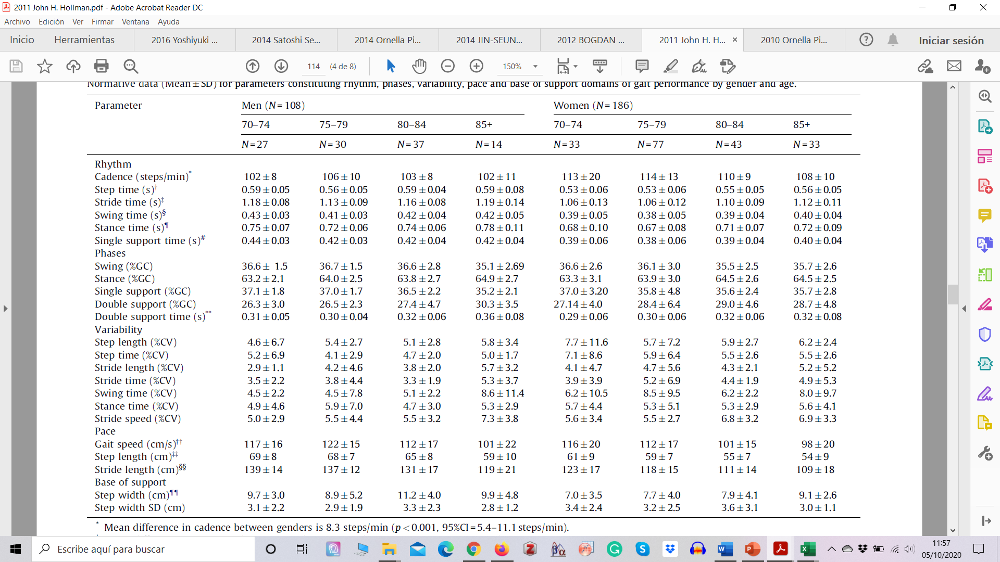 2011 John H. Hollman.pdf - Adobe Acrobat Reader DC
Archivo Edición Ver Firmar Ventana Ayuda
Inicio Herramientas 2016 Yoshiyuki ... 2014 Satoshi Se... 2014 Ornella Pi... 2014 JIN-SEUN... 2012 BOGDAN ... 2011 John H. H... × 2010 Ornella Pi... Iniciar sesión
114 (4 de 8) 150%
Normative data (Mean ± SD) for parameters constituting rhythm, phases, variability, pace and base of support domains of gait performance by gender and age.
Parameter Men (N = 108) Women (N = 186)
70–74 75–79 80–84 85+ 70–74 75–79 80–84 85+
N = 27 N = 30 N = 37 N = 14 N = 33 N = 77 N = 43 N = 33
Rhythm
Cadence (steps/min)* 102 ± 8 106 ± 10 103 ± 8 102 ± 11 113 ± 20 114 ± 13 110 ± 9 108 ± 10
Step time (s)† 0.59 ± 0.05 0.56 ± 0.05 0.59 ± 0.04 0.59 ± 0.08 0.53 ± 0.06 0.53 ± 0.06 0.55 ± 0.05 0.56 ± 0.05
Stride time (s)‡ 1.18 ± 0.08 1.13 ± 0.09 1.16 ± 0.08 1.19 ± 0.14 1.06 ± 0.13 1.06 ± 0.12 1.10 ± 0.09 1.12 ± 0.11
Swing time (s)§ 0.43 ± 0.03 0.41 ± 0.03 0.42 ± 0.04 0.42 ± 0.05 0.39 ± 0.05 0.38 ± 0.05 0.39 ± 0.04 0.40 ± 0.04
Stance time (s)¶ 0.75 ± 0.07 0.72 ± 0.06 0.74 ± 0.06 0.78 ± 0.11 0.68 ± 0.10 0.67 ± 0.08 0.71 ± 0.07 0.72 ± 0.09
Single support time (s)# 0.44 ± 0.03 0.42 ± 0.03 0.42 ± 0.04 0.42 ± 0.04 0.39 ± 0.06 0.38 ± 0.06 0.39 ± 0.04 0.40 ± 0.04
Phases
Swing (%GC) 36.6 ± 1.5 36.7 ± 1.5 36.6 ± 2.8 35.1 ± 2.69 36.6 ± 2.6 36.1 ± 3.0 35.5 ± 2.5 35.7 ± 2.6
Stance (%GC) 63.2 ± 2.1 64.0 ± 2.5 63.8 ± 2.7 64.9 ± 2.7 63.3 ± 3.1 63.9 ± 3.0 64.5 ± 2.6 64.5 ± 2.5
Single support (%GC) 37.1 ± 1.8 37.0 ± 1.7 36.5 ± 2.2 35.2 ± 2.1 37.0 ± 3.20 35.8 ± 4.8 35.6 ± 2.4 35.7 ± 2.8
Double support (%GC) 26.3 ± 3.0 26.5 ± 2.3 27.4 ± 4.7 30.3 ± 3.5 27.14 ± 4.0 28.4 ± 6.4 29.0 ± 4.6 28.7 ± 4.8
Double support time (s)** 0.31 ± 0.05 0.30 ± 0.04 0.32 ± 0.06 0.36 ± 0.08 0.29 ± 0.06 0.30 ± 0.06 0.32 ± 0.06 0.32 ± 0.08
Variability
Step length (%CV) 4.6 ± 6.7 5.4 ± 2.7 5.1 ± 2.8 5.8 ± 3.4 7.7 ± 11.6 5.7 ± 7.2 5.9 ± 2.7 6.2 ± 2.4
Step time (%CV) 5.2 ± 6.9 4.1 ± 2.9 4.7 ± 2.0 5.0 ± 1.7 7.1 ± 8.6 5.9 ± 6.4 5.5 ± 2.6 5.5 ± 2.6
Stride length (%CV) 2.9 ± 1.1 4.2 ± 4.6 3.8 ± 2.0 5.7 ± 3.2 4.1 ± 4.7 4.7 ± 5.6 4.3 ± 2.1 5.2 ± 5.2
Stride time (%CV) 3.5 ± 2.2 3.8 ± 4.4 3.3 ± 1.9 5.3 ± 3.7 3.9 ± 3.9 5.2 ± 6.9 4.4 ± 1.9 4.9 ± 5.3
Swing time (%CV) 4.5 ± 2.2 4.5 ± 7.8 5.1 ± 2.2 8.6 ± 11.4 6.2 ± 10.5 8.5 ± 9.5 6.2 ± 2.2 8.0 ± 9.7
Stance time (%CV) 4.9 ± 4.6 5.9 ± 7.0 4.7 ± 3.0 5.3 ± 2.9 5.7 ± 4.4 5.3 ± 5.1 5.3 ± 2.9 5.6 ± 4.1
Stride speed (%CV) 5.0 ± 2.9 5.5 ± 4.4 5.5 ± 3.2 7.3 ± 3.8 5.6 ± 3.4 5.5 ± 2.7 6.8 ± 3.2 6.9 ± 3.3
Pace
Gait speed (cm/s)†† 117 ± 16 122 ± 15 112 ± 17 101 ± 22 116 ± 20 112 ± 17 101 ± 15 98 ± 20
Step length (cm)‡‡ 69 ± 8 68 ± 7 65 ± 8 59 ± 10 61 ± 9 59 ± 7 55 ± 7 54 ± 9
Stride length (cm)§§ 139 ± 14 137 ± 12 131 ± 17 119 ± 21 123 ± 17 118 ± 15 111 ± 14 109 ± 18
Base of support
Step width (cm)¶¶ 9.7 ± 3.0 8.9 ± 5.2 11.2 ± 4.0 9.9 ± 4.8 7.0 ± 3.5 7.7 ± 4.0 7.9 ± 4.1 9.1 ± 2.6
Step width SD (cm) 3.1 ± 2.2 2.9 ± 1.9 3.3 ± 2.3 2.8 ± 1.2 3.4 ± 2.4 3.2 ± 2.5 3.6 ± 3.1 3.0 ± 1.1
* Mean difference in cadence between genders is 8.3 steps/min (p < 0.001, 95%CI = 5.4–11.1 steps/min).
Escribe aquí para buscar
11:57
05/10/2020